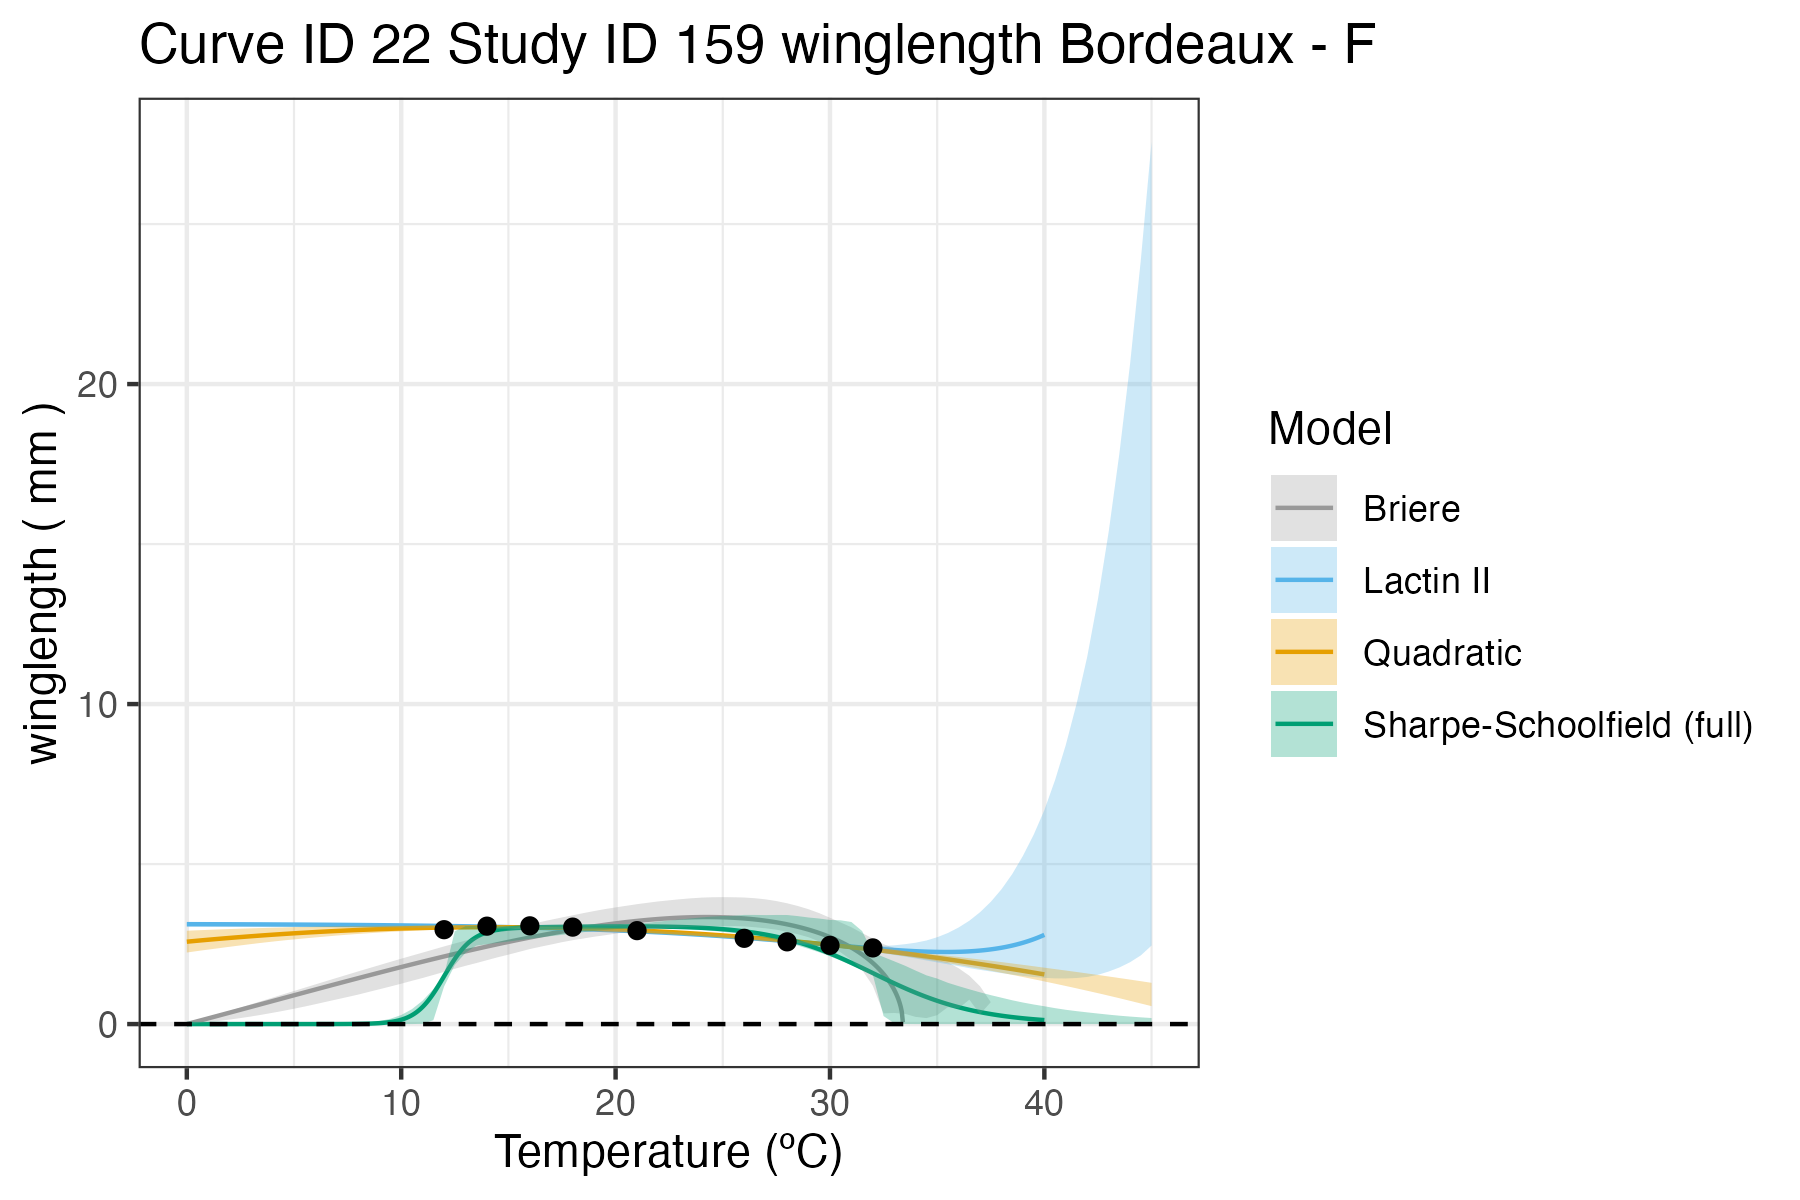 Curve ID 22 Study ID 159 winglength Bordeaux - F
winglength ( mm )
20
10
0
0 10 20 30 40
Temperature (ºC)
Model
Briere
Lactin II
Quadratic
Sharpe-Schoolfield (full)